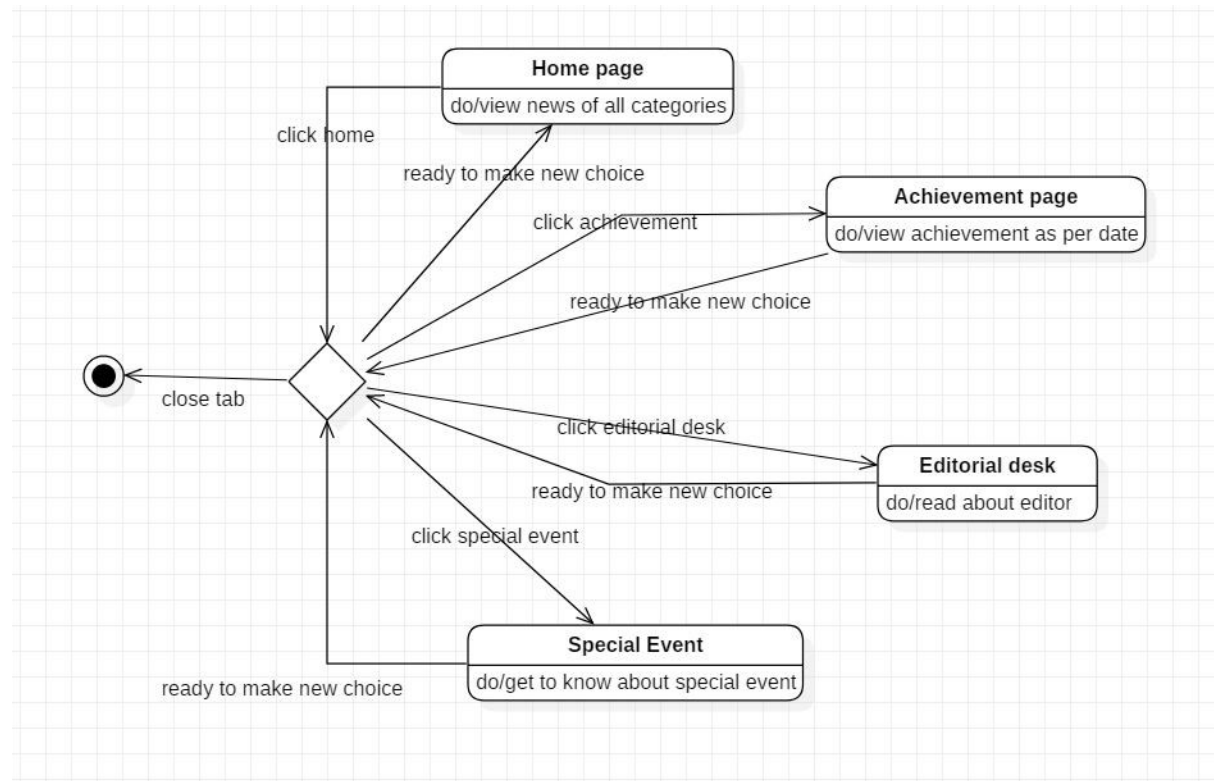 Home page
do/view news of all categories
click home
ready to make new choice
Achievement page
do/view achievement as per date
click achievement
ready to make new choice
close tab
click editorial desk
Editorial desk
do/read about editor
ready to make new choice
click special event
Special Event
do/get to know about special event
ready to make new choice